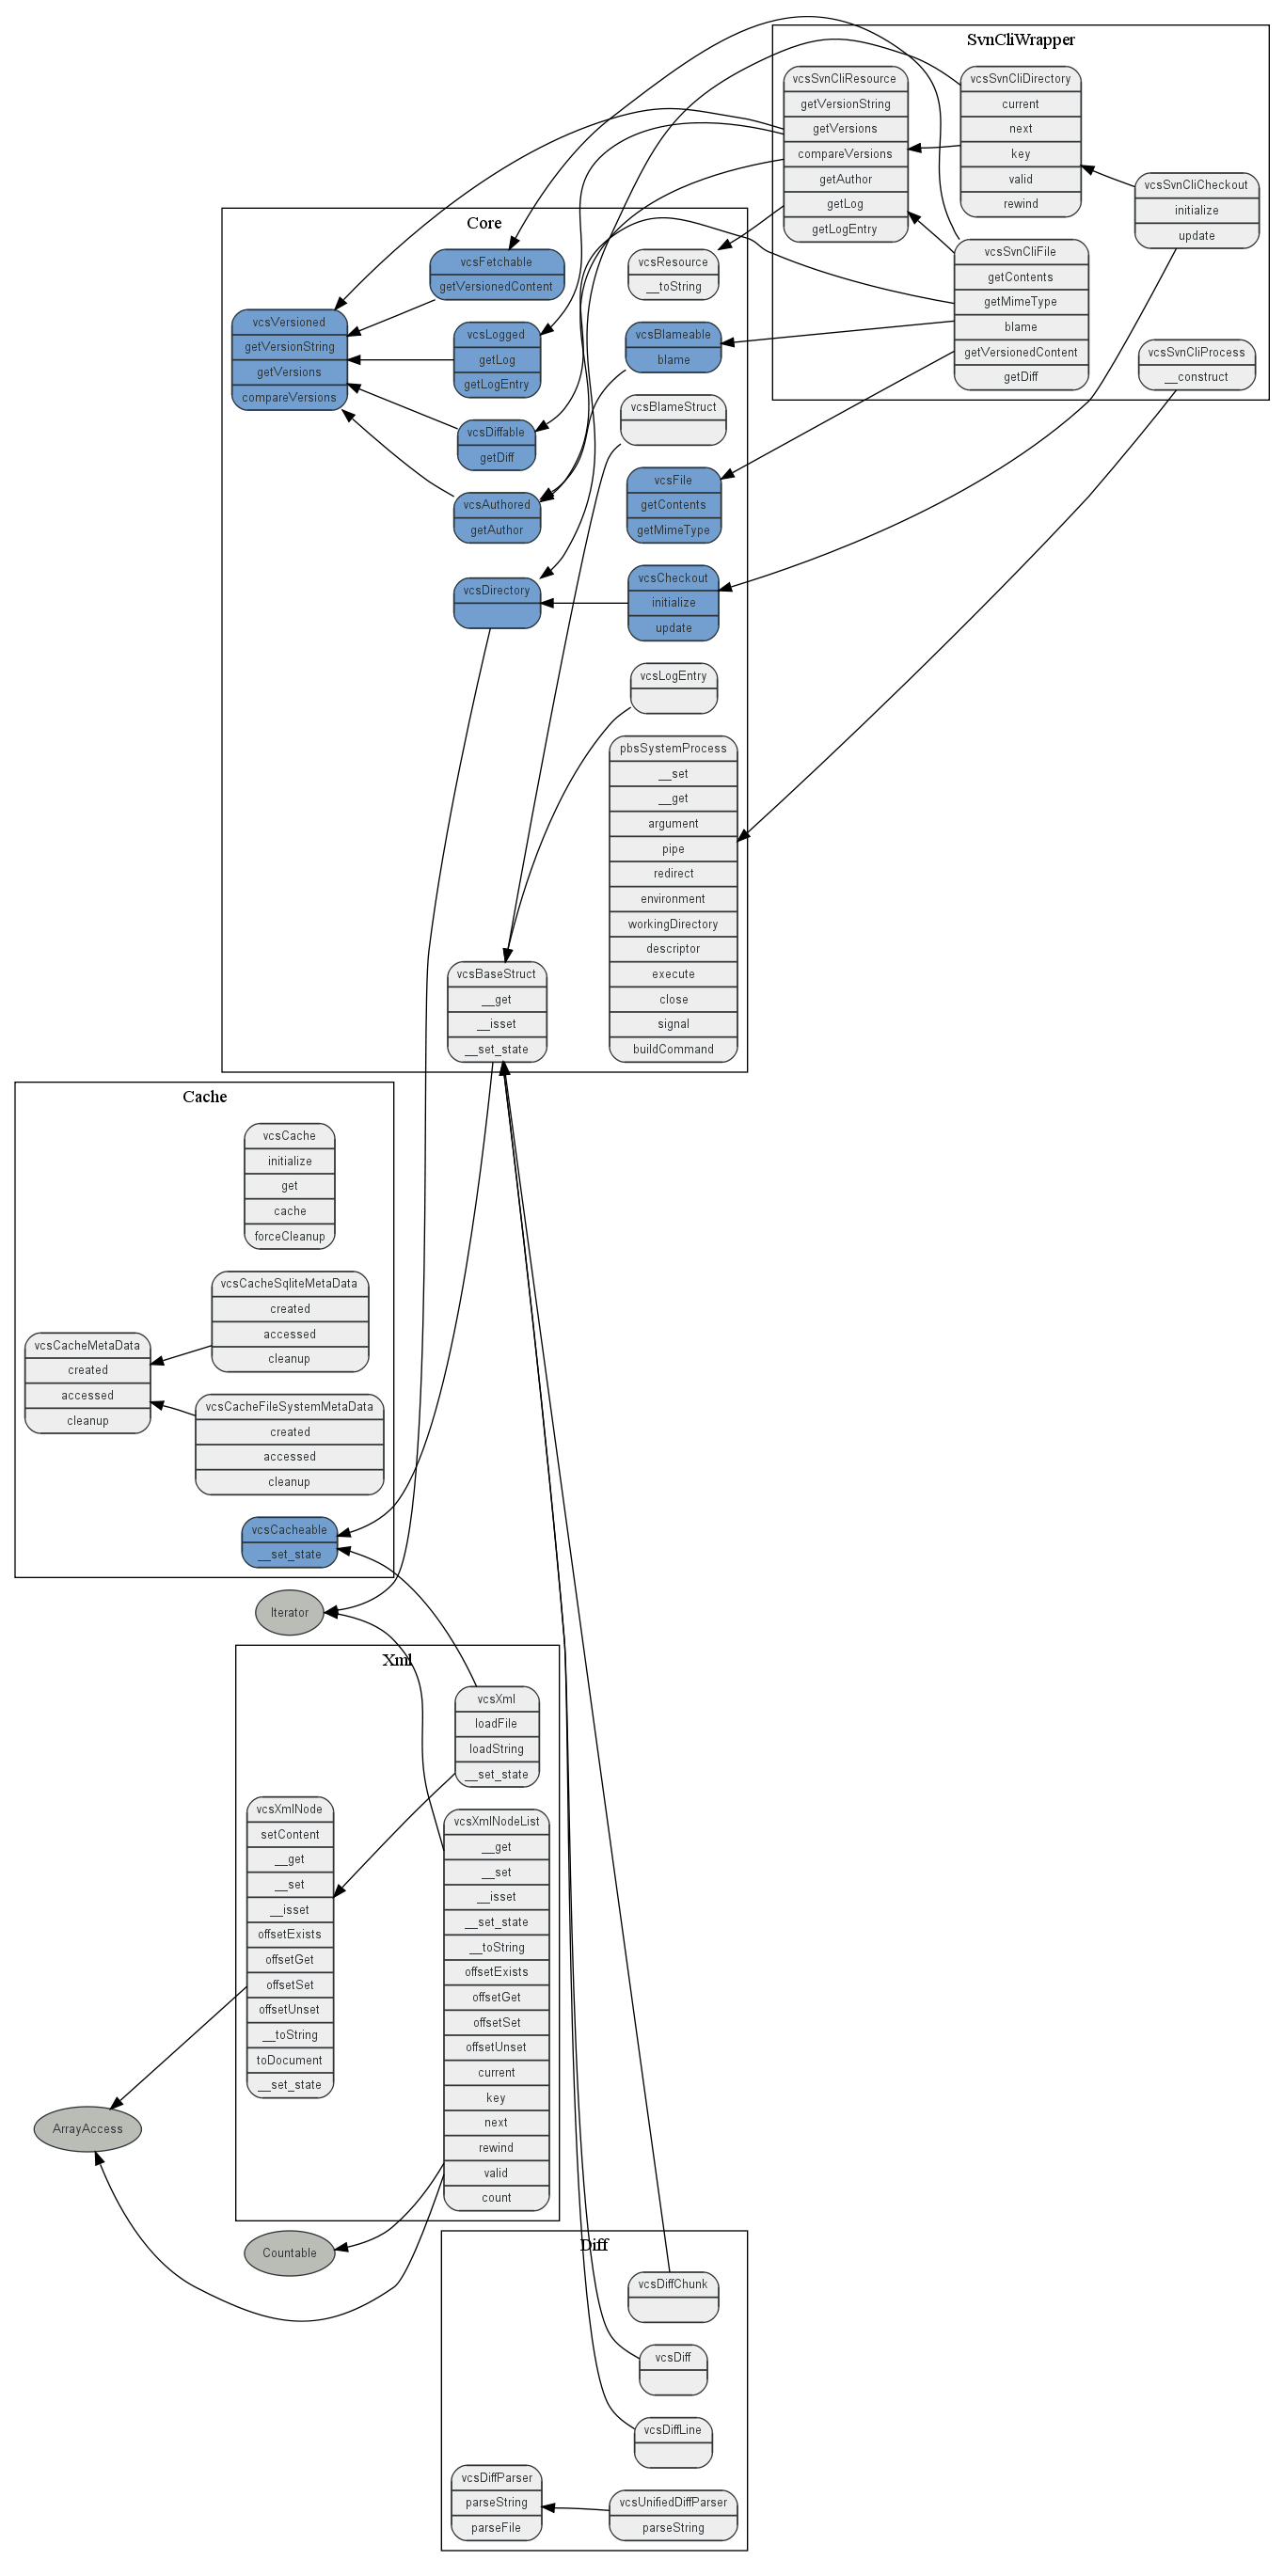 SvnCliWrapper
vcsSvnCliResource
getVersionString
getVersions
compareVersions
getAuthor
getLog
getLogEntry
vcsSvnCliDirectory
current
next
key
valid
rewind
vcsSvnCliCheckout
initialize
update
vcsSvnCliFile
getContents
getMimeType
blame
getVersionedContent
getDiff
vcsSvnCliProcess
__construct
Core
vcsFetchable
getVersionedContent
vcsVersioned
getVersionString
getVersions
compareVersions
vcsLogged
getLog
getLogEntry
vcsDiffable
getDiff
vcsAuthored
getAuthor
vcsDirectory
vcsResource
__toString
vcsBlameable
blame
vcsBlameStruct
vcsFile
getContents
getMimeType
vcsCheckout
initialize
update
vcsLogEntry
pbsSystemProcess
__set
__get
argument
pipe
redirect
environment
workingDirectory
descriptor
execute
close
signal
buildCommand
vcsBaseStruct
__get
__isset
__set_state
Cache
vcsCache
initialize
get
cache
forceCleanup
vcsCacheSqliteMetaData
created
accessed
cleanup
vcsCacheMetaData
created
accessed
cleanup
vcsCacheFileSystemMetaData
created
accessed
cleanup
vcsCacheable
__set_state
Iterator
Xml
vcsXml
loadFile
loadString
__set_state
vcsXmlNode
setContent
__get
__set
__isset
offsetExists
offsetGet
offsetSet
offsetUnset
__toString
toDocument
__set_state
vcsXmlNodeList
__get
__set
__isset
__set_state
__toString
offsetExists
offsetGet
offsetSet
offsetUnset
current
key
next
rewind
valid
count
ArrayAccess
Countable
Diff
vcsDiffChunk
vcsDiff
vcsDiffLine
vcsDiffParser
parseString
parseFile
vcsUnifiedDiffParser
parseString